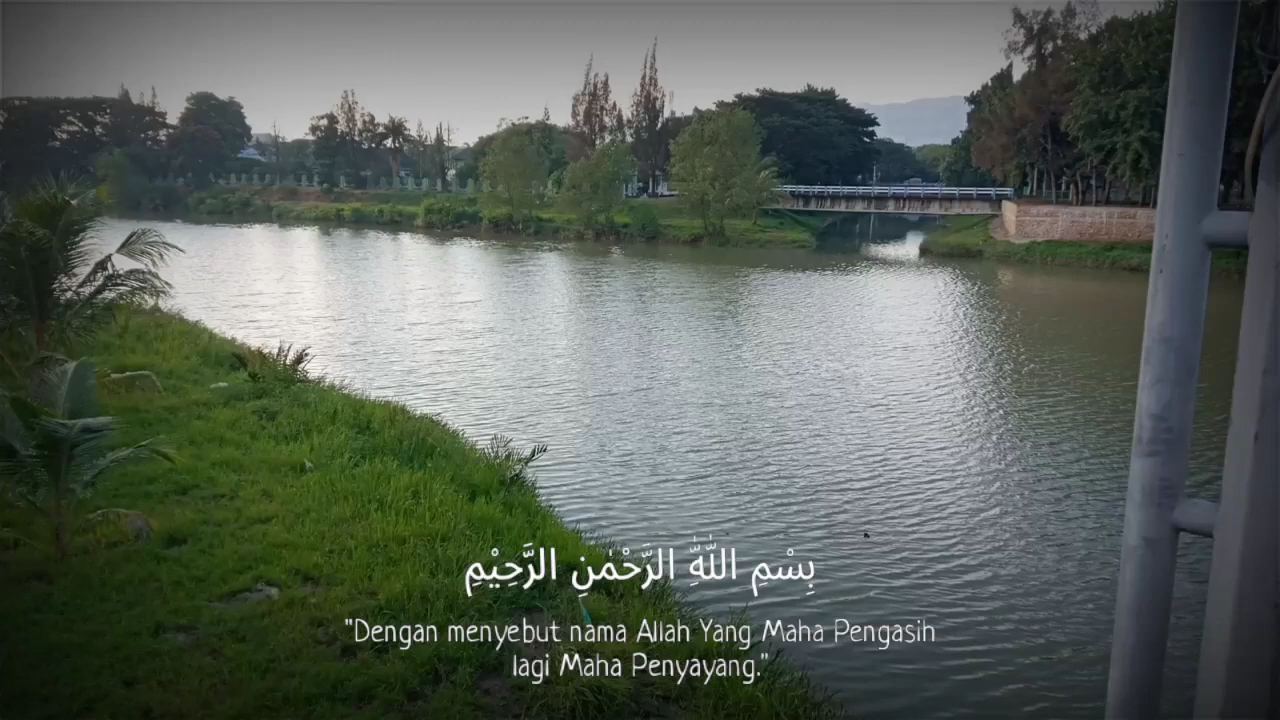 بِسْمِ اللّٰهِ الرَّحْمٰنِ الرَّحِيْمِ
"Dengan menyebut nama Allah Yang Maha Pengasih
lagi Maha Penyayang."